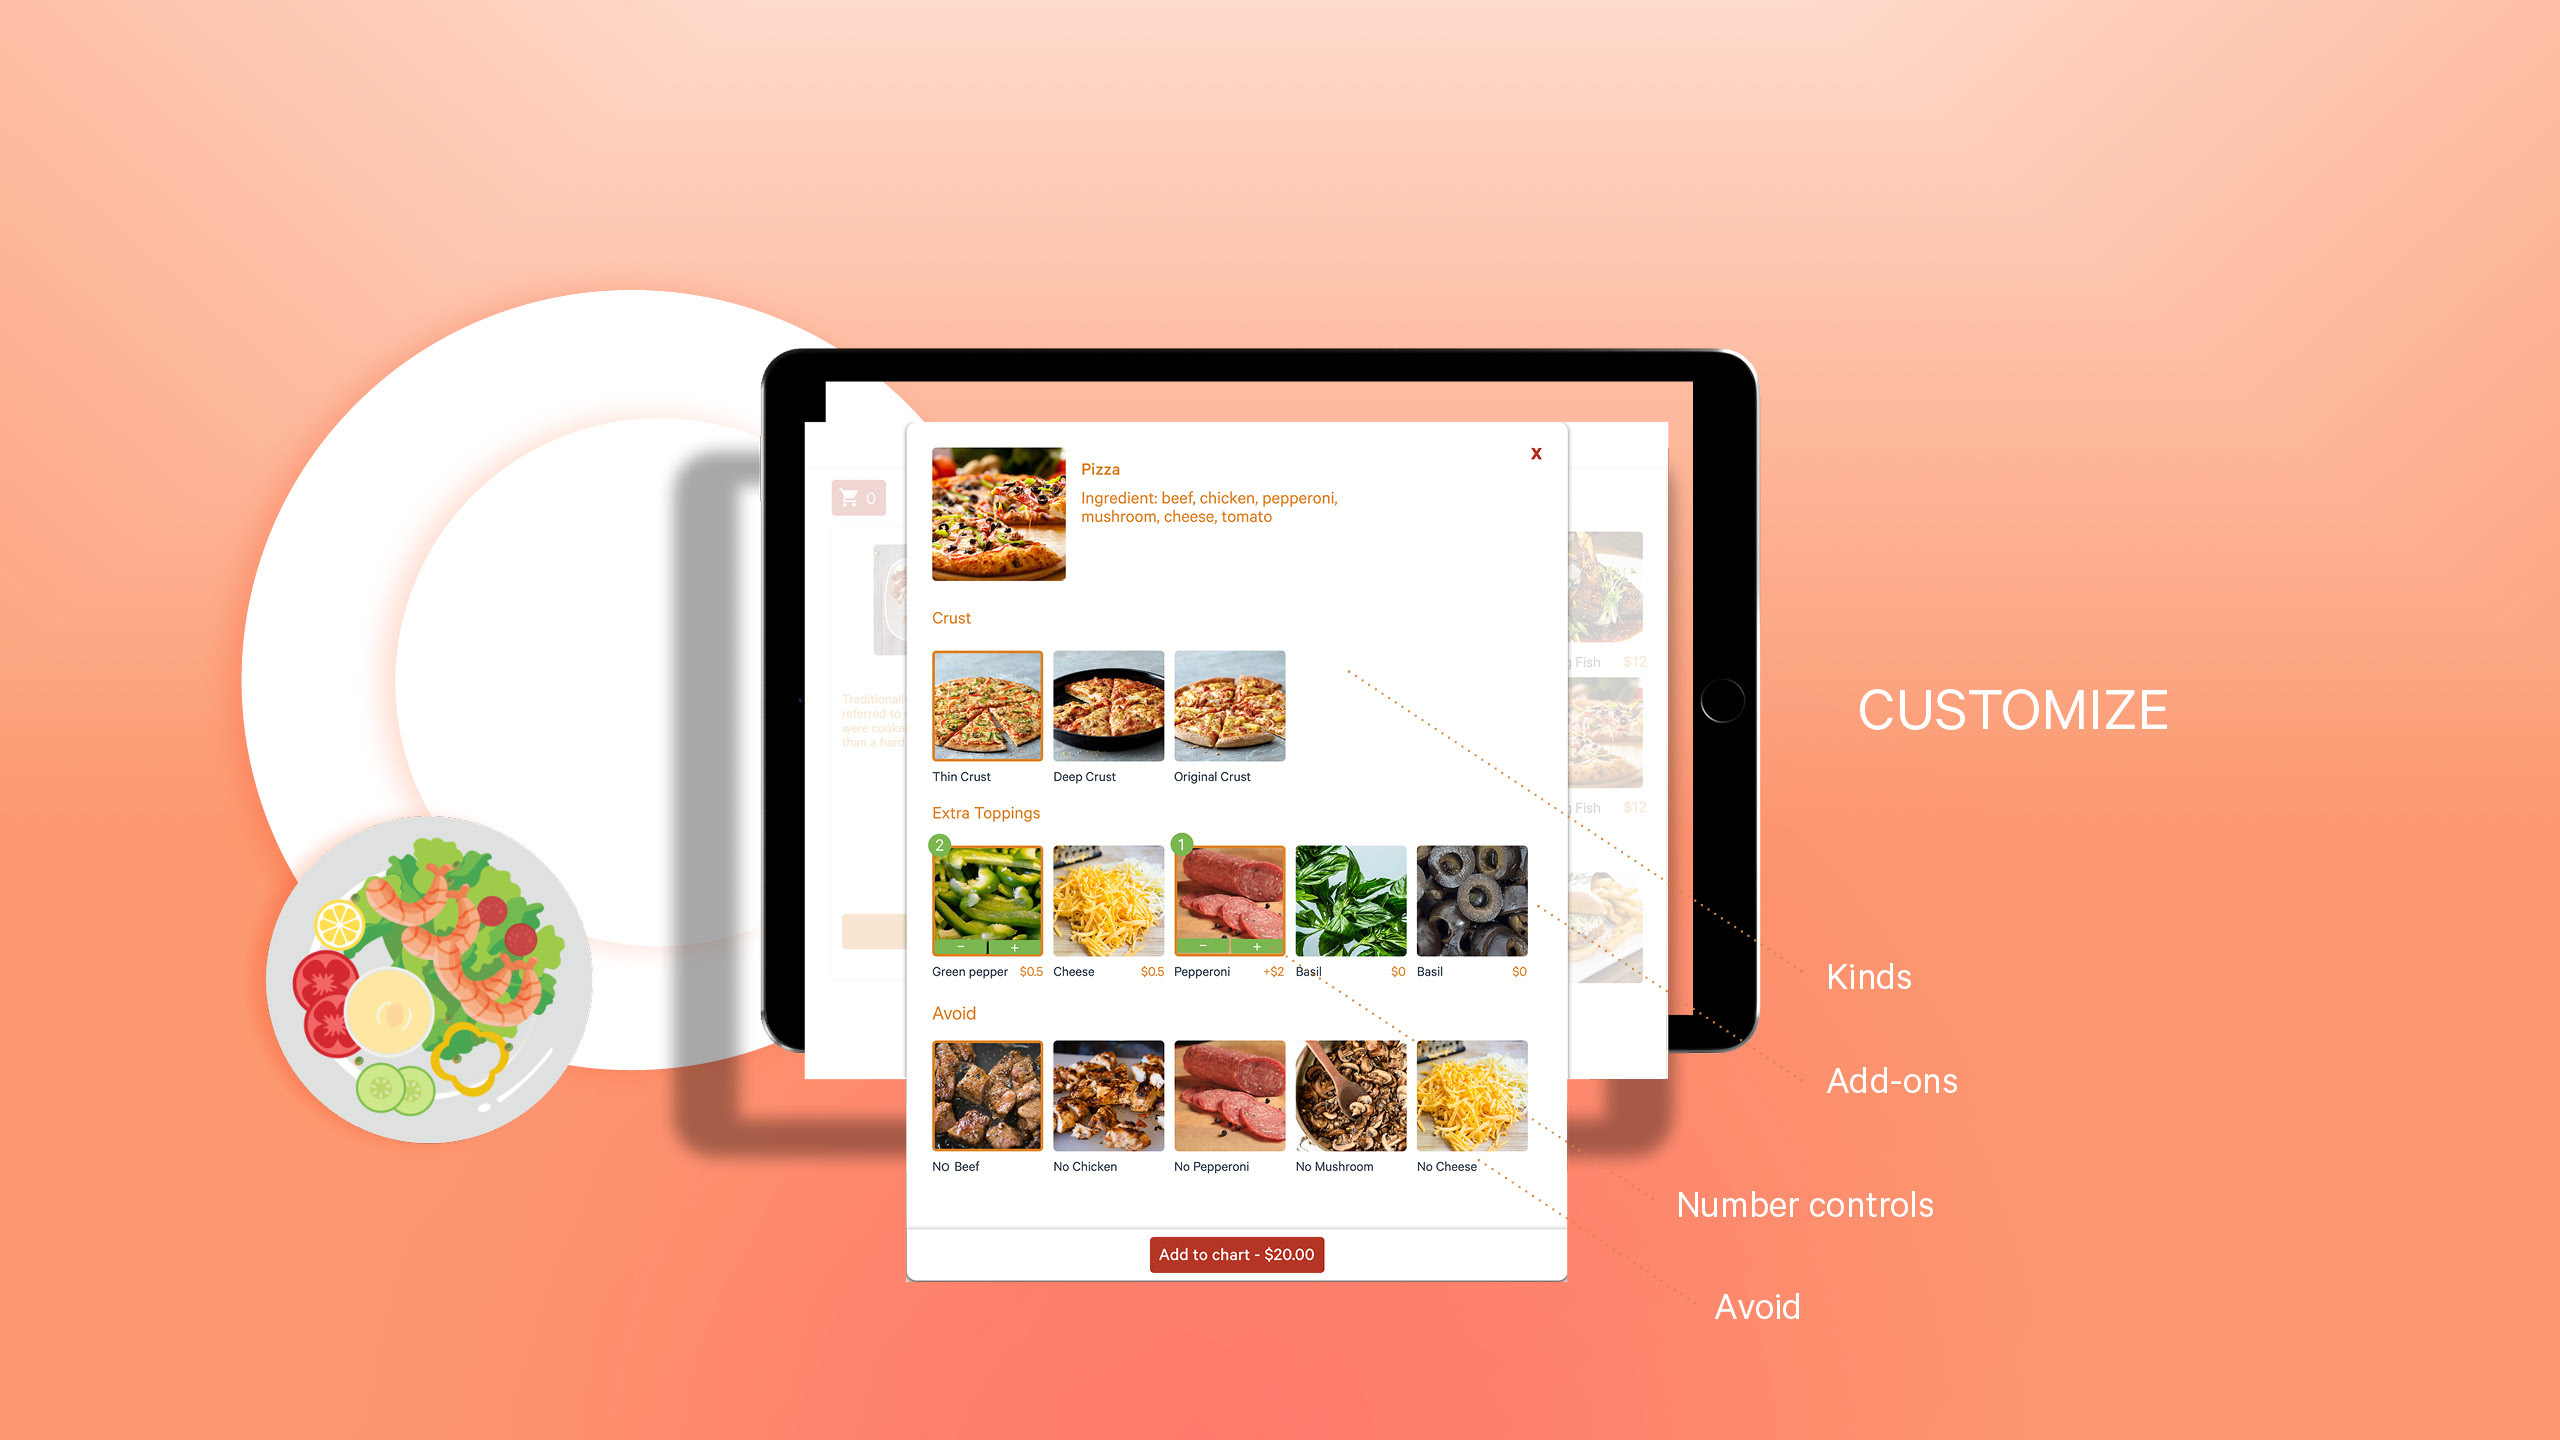 X
Pizza
Ingredient: beef, chicken, pepperoni,
mushroom, cheese, tomato
0
Crust
Fish $12
Traditionall
referred to
were cooke
than a hard
CUSTOMIZE
Thin Crust Deep Crust Original Crust
Fish $12
Extra Toppings
2 1
− + − +
Green pepper $0.5 Cheese $0.5 Pepperoni +$2 Basil $0 Basil $0
Kinds
Avoid
Add-ons
NO Beef No Chicken No Pepperoni No Mushroom No Cheese
Number controls
Add to chart - $20.00
Avoid